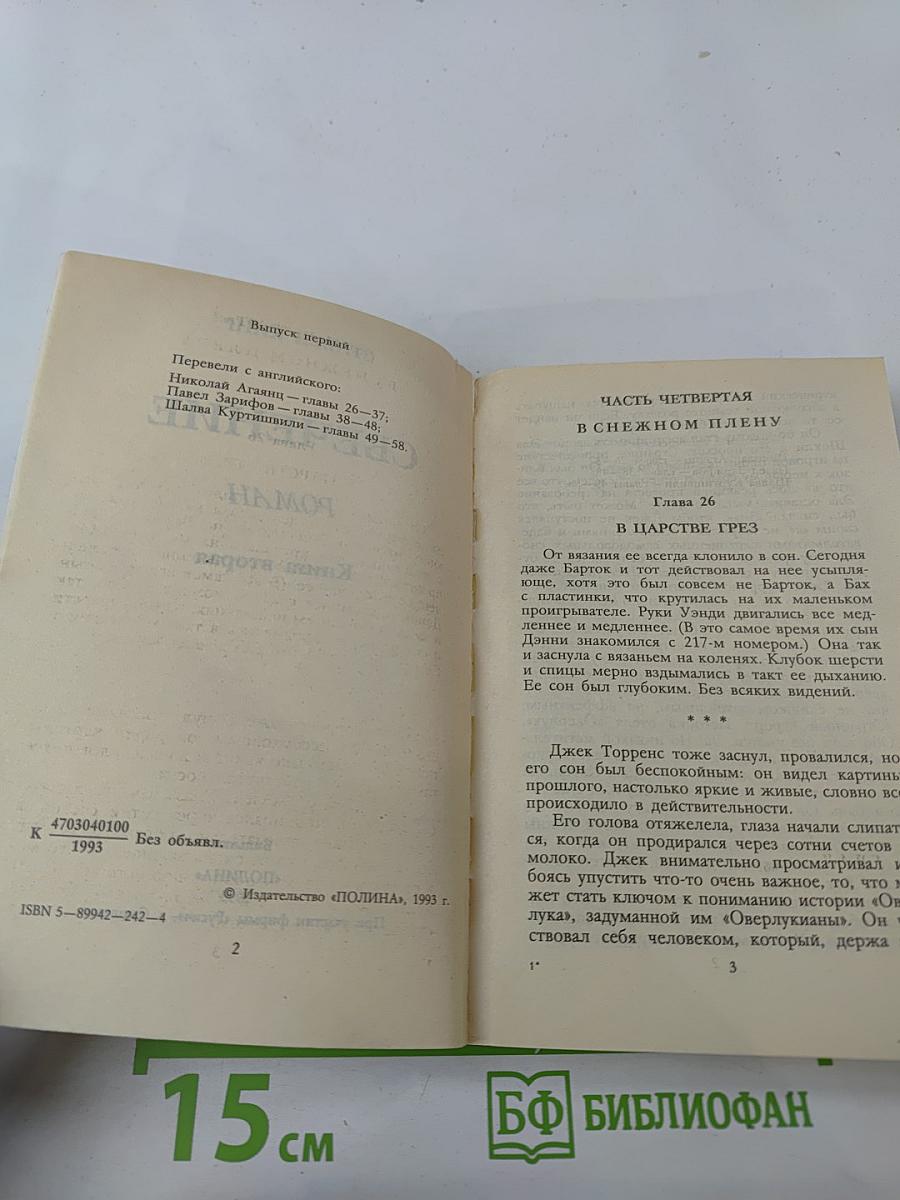 Выпуск первый
Перевели с английского:
Николай Агаянц — главы 26—37;
Павел Зарифов — главы 38—48;
Шалва Куртишвили — главы 49—58.
К 4703040100
1993
Без объявл.
© Издательство «ПОЛИНА», 1993 г.
ISBN 5—89942—242—4
2
ЧАСТЬ ЧЕТВЕРТАЯ
В СНЕЖНОМ ПЛЕНУ
Глава 26
В ЦАРСТВЕ ГРЕЗ
От вязания ее всегда клонило в сон. Сегодня
даже Барток и тот действовал на нее усыпля-
юще, хотя это был совсем не Барток, а Бах
с пластинки, что крутилась на их маленьком
проигрывателе. Руки Уэнди двигались все мед-
леннее и медленнее. (В это самое время их сын
Дэнни знакомился с 217-м номером.) Она так
и заснула с вязаньем на коленях. Клубок шерсти
и спицы мерно вздымались в такт ее дыханию.
Ее сон был глубоким. Без всяких видений.
* * *
Джек Торренс тоже заснул, провалился, но
его сон был беспокойным: он видел картины
прошлого, настолько яркие и живые, словно все
происходило в действительности.
Его голова отяжелела, глаза начали слипат
ся, когда он продирался через сотни счетов
молоко. Джек внимательно просматривал и
боясь упустить что-то очень важное, то, что м
жет стать ключом к пониманию истории «Ов
лука», задуманной им «Оверлукианы». Он ч
ствовал себя человеком, который, держа
1*
3
15 см
БФ БИБЛИОФАН